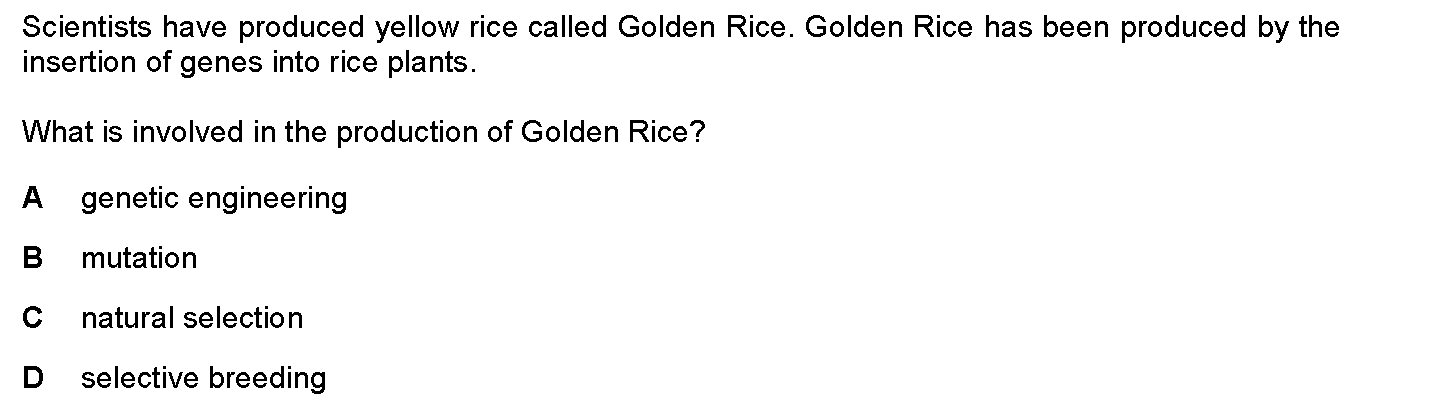 Scientists have produced yellow rice called Golden Rice. Golden Rice has been produced by the
insertion of genes into rice plants.
What is involved in the production of Golden Rice?
A genetic engineering
B mutation
C natural selection
D selective breeding